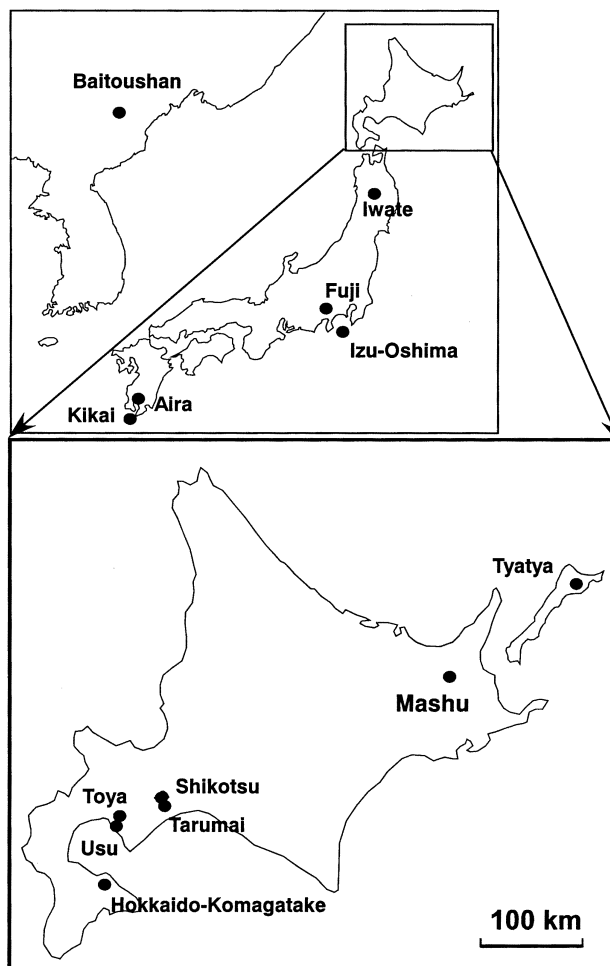 Baitoushan
Iwate
Fuji
Izu-Oshima
Aira
Kikai
Tyatya
Mashu
Shikotsu
Toya
Tarumai
Usu
Hokkaido-Komagatake
100 km